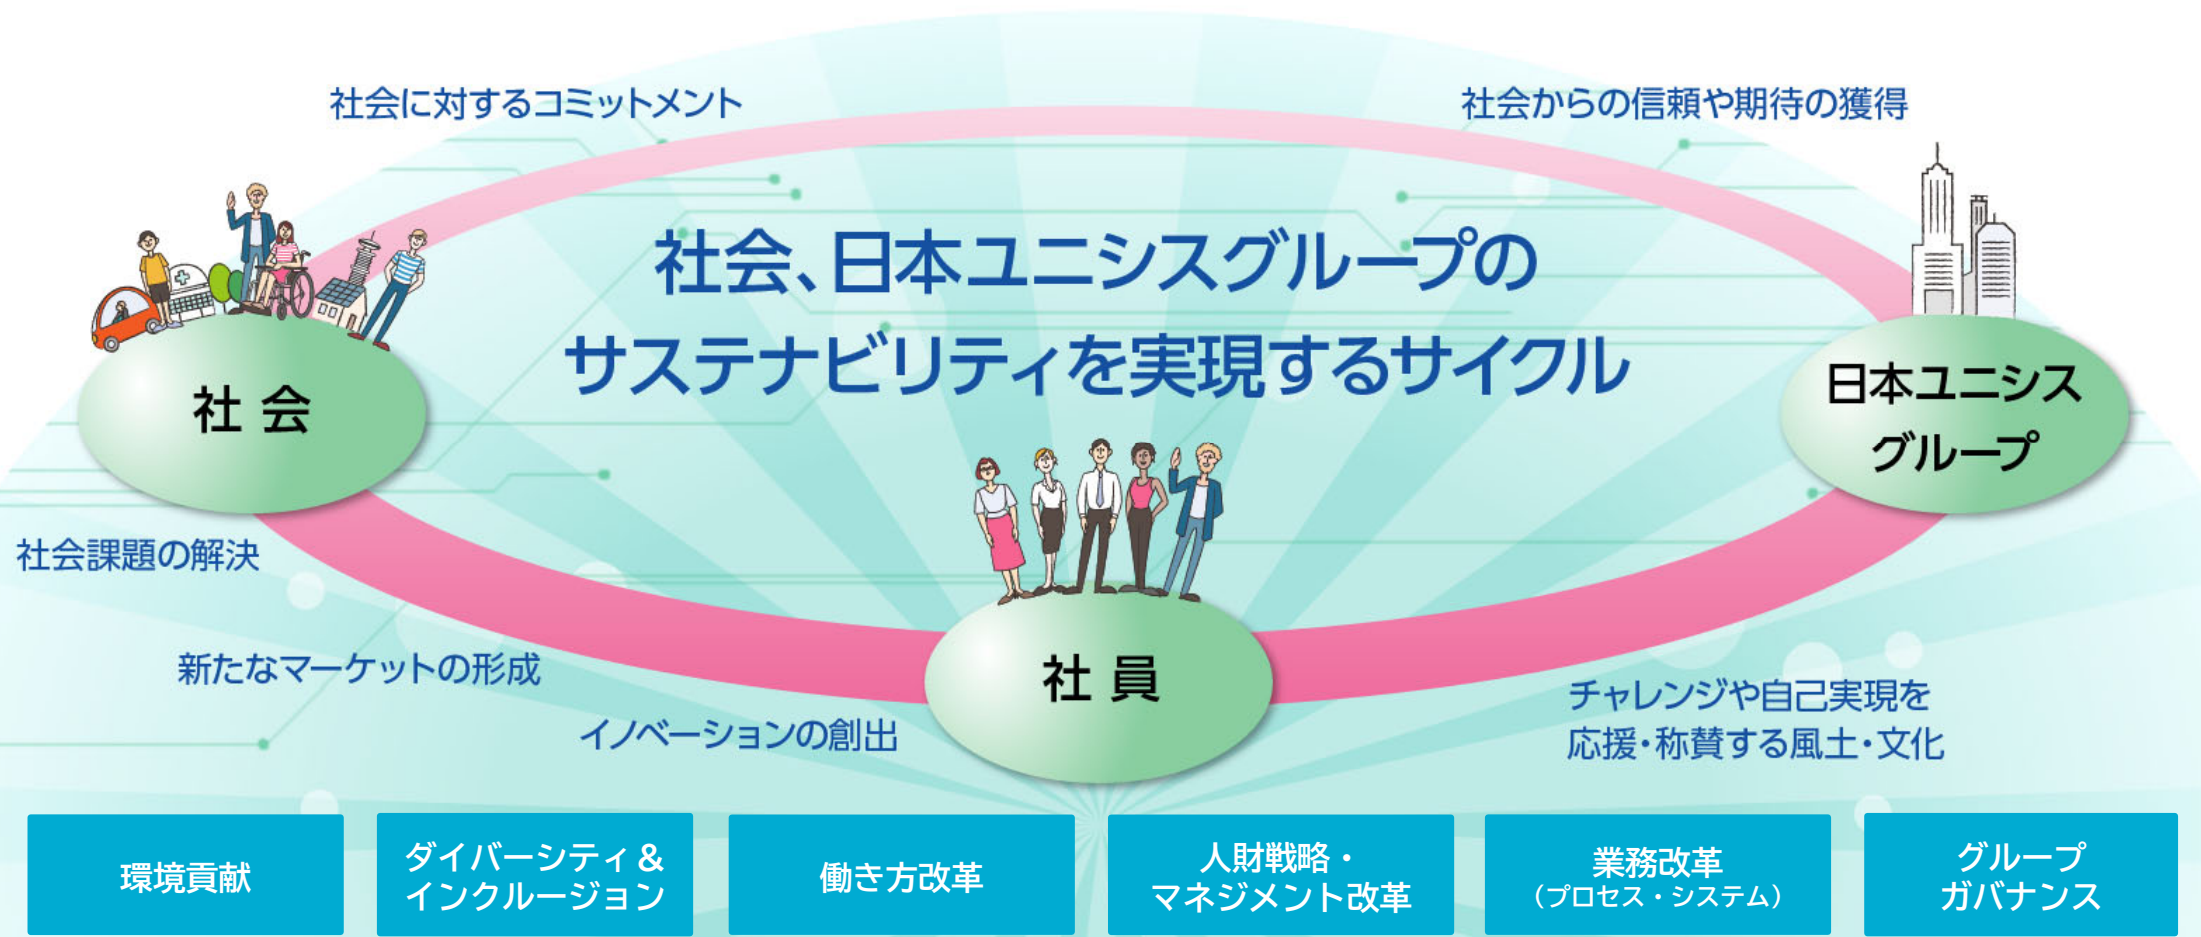 社会に対するコミットメント
社会からの信頼や期待の獲得
社会、日本ユニシスグループの
サステナビリティを実現するサイクル
社会
日本ユニシス
グループ
社会課題の解決
社員
新たなマーケットの形成
イノベーションの創出
チャレンジや自己実現を
応援・称賛する風土・文化
環境貢献
ダイバーシティ＆
インクルージョン
働き方改革
人財戦略・
マネジメント改革
業務改革
（プロセス・システム）
グループ
ガバナンス